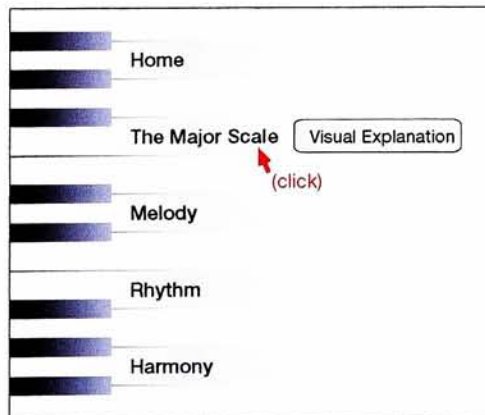 Home
The Major Scale
Visual Explanation
(click)
Melody
Rhythm
Harmony